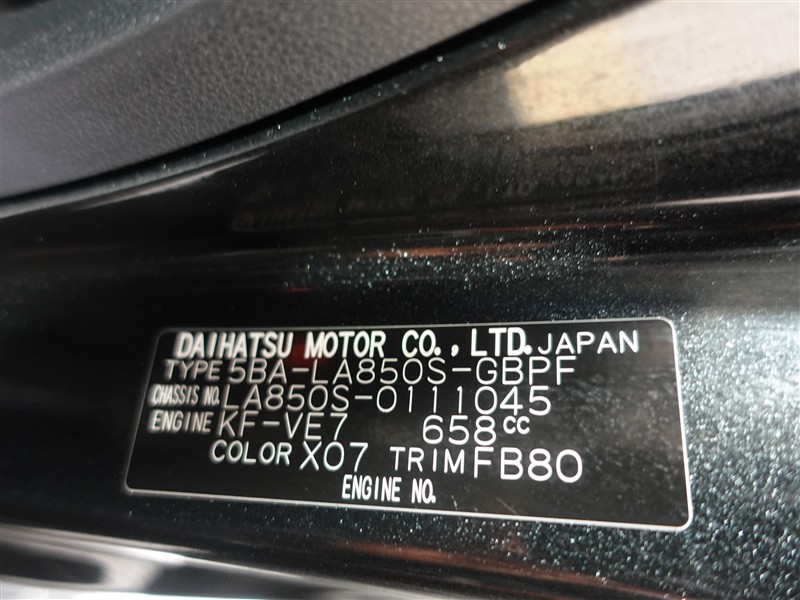 DAIHATSU MOTOR CO., LTD. JAPAN
TYPE 5BA-LA850S-GBPF
CHASSIS NO. LA850S-0111045
ENGINE KF-VE7 658cc
COLOR X07 TRIM FB80
ENGINE NO.